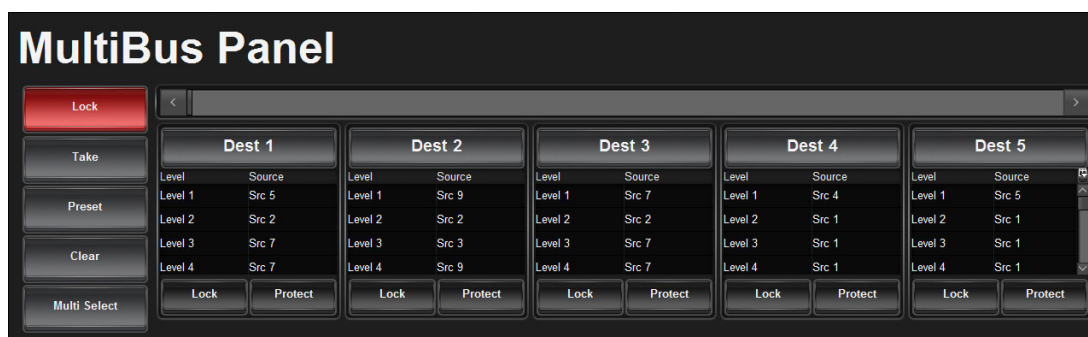 MultiBus Panel
Lock
Take
Preset
Clear
Multi Select
Dest 1
Level Source
Level 1 Src 5
Level 2 Src 2
Level 3 Src 7
Level 4 Src 7
Lock Protect
Dest 2
Level Source
Level 1 Src 9
Level 2 Src 2
Level 3 Src 3
Level 4 Src 9
Lock Protect
Dest 3
Level Source
Level 1 Src 7
Level 2 Src 2
Level 3 Src 7
Level 4 Src 7
Lock Protect
Dest 4
Level Source
Level 1 Src 4
Level 2 Src 1
Level 3 Src 1
Level 4 Src 1
Lock Protect
Dest 5
Level Source
Level 1 Src 5
Level 2 Src 1
Level 3 Src 1
Level 4 Src 1
Lock Protect